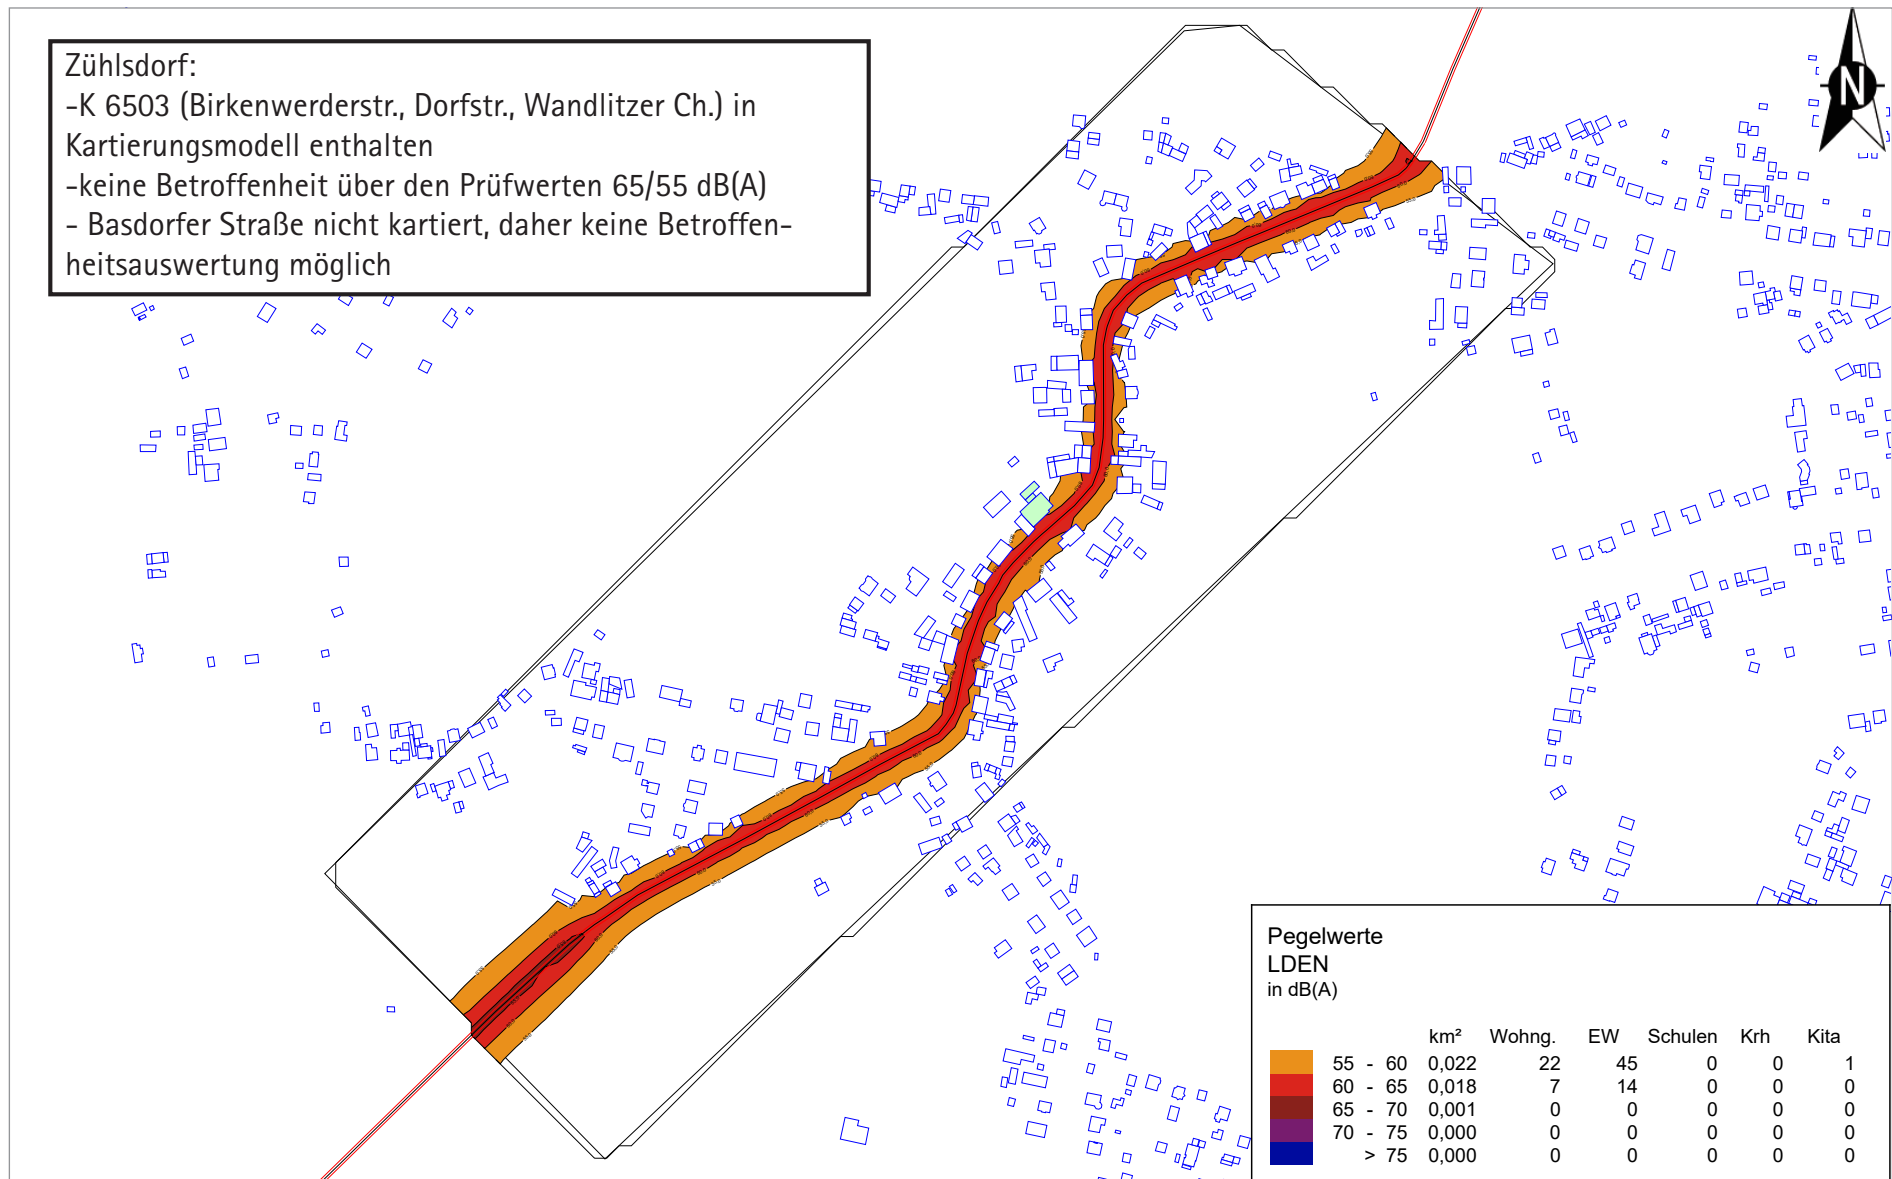 Zühlsdorf:
-K 6503 (Birkenwerderstr., Dorfstr., Wandlitzer Ch.) in
Kartierungsmodell enthalten
-keine Betroffenheit über den Prüfwerten 65/55 dB(A)
- Basdorfer Straße nicht kartiert, daher keine Betroffen-
heitsauswertung möglich
N
Pegelwerte
LDEN
in dB(A)
km² Wohng. EW Schulen Krh Kita
55 - 60 0,022 22 45 0 0 1
60 - 65 0,018 7 14 0 0 0
65 - 70 0,001 0 0 0 0 0
70 - 75 0,000 0 0 0 0 0
> 75 0,000 0 0 0 0 0